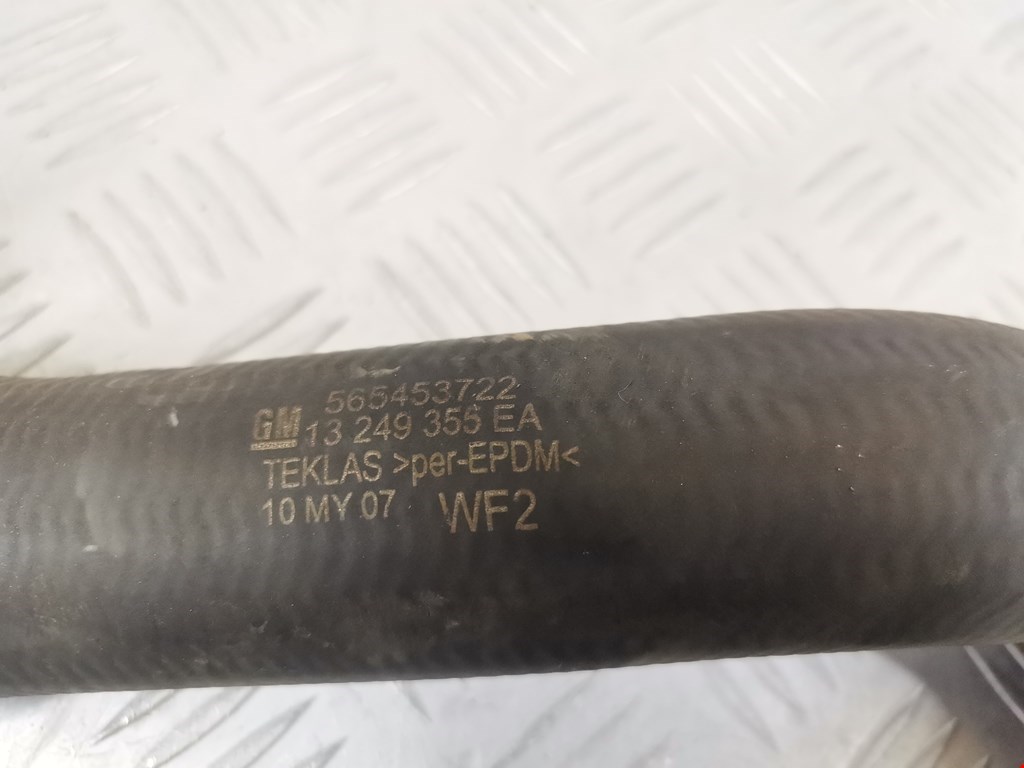 565453722
GM 13 249 355 EA
TEKLAS >per-EPDM<
10 MY 07 WF2